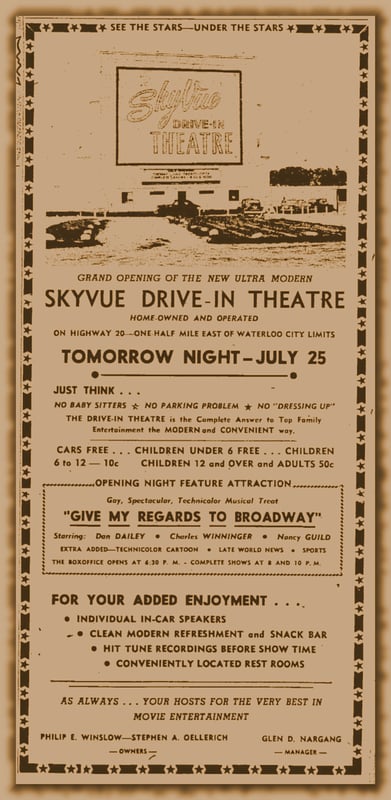 ★ SEE THE STARS—UNDER THE STARS ★
SkyVue
DRIVE-IN
THEATRE
GRAND OPENING OF THE NEW ULTRA MODERN
SKYVUE DRIVE-IN THEATRE
HOME-OWNED AND OPERATED
ON HIGHWAY 20—ONE-HALF MILE EAST OF WATERLOO CITY LIMITS
TOMORROW NIGHT—JULY 25
JUST THINK . . .
NO BABY SITTERS ☆ NO PARKING PROBLEM ★ NO "DRESSING UP"
THE DRIVE-IN THEATRE is the Complete Answer to Top Family
Entertainment the MODERN and CONVENIENT way.
CARS FREE . . . CHILDREN UNDER 6 FREE . . . CHILDREN
6 to 12 — 10c CHILDREN 12 and OVER and ADULTS 50c
OPENING NIGHT FEATURE ATTRACTION
Gay, Spectacular, Technicolor Musical Treat
"GIVE MY REGARDS TO BROADWAY"
Starring: Dan DAILEY • Charles WINNINGER • Nancy GUILD
EXTRA ADDED—TECHNICOLOR CARTOON • LATE WORLD NEWS • SPORTS
THE BOXOFFICE OPENS AT 6:30 P. M. - COMPLETE SHOWS AT 8 AND 10 P. M.
FOR YOUR ADDED ENJOYMENT . . .
• INDIVIDUAL IN-CAR SPEAKERS
• CLEAN MODERN REFRESHMENT and SNACK BAR
• HIT TUNE RECORDINGS BEFORE SHOW TIME
• CONVENIENTLY LOCATED REST ROOMS
AS ALWAYS . . . YOUR HOSTS FOR THE VERY BEST IN
MOVIE ENTERTAINMENT
PHILIP E. WINSLOW—STEPHEN A. OELLERICH GLEN D. NARGANG
— OWNERS — — MANAGER —